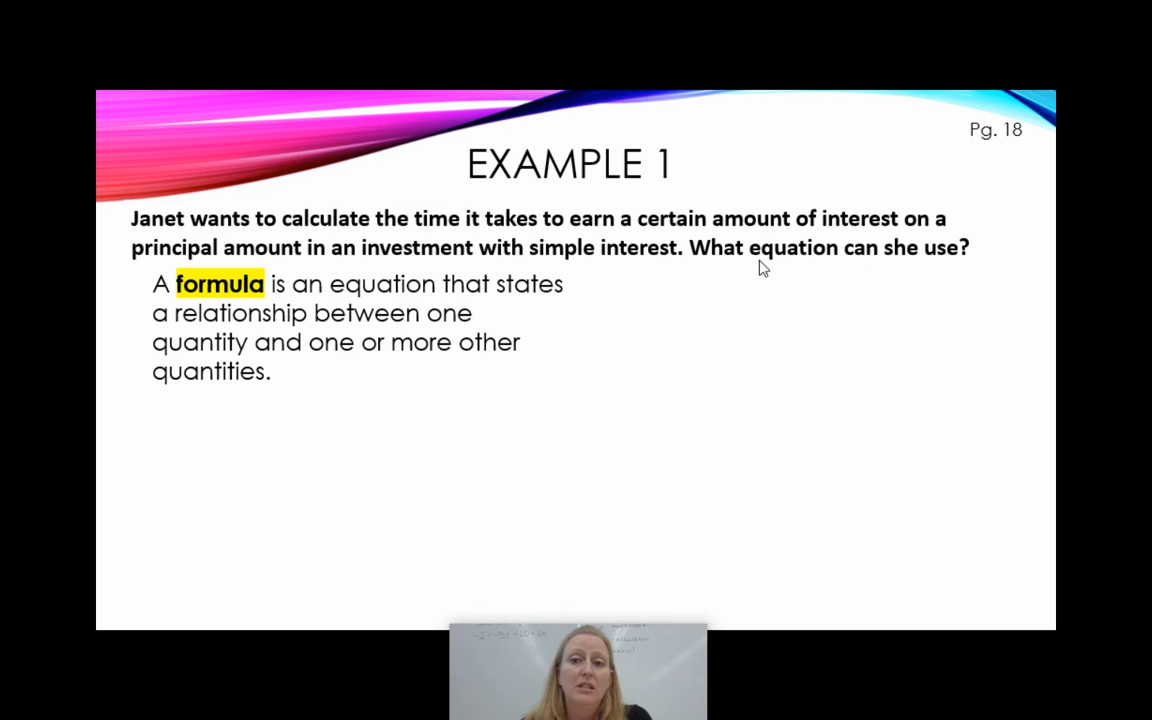 Pg. 18
EXAMPLE 1
Janet wants to calculate the time it takes to earn a certain amount of interest on a
principal amount in an investment with simple interest. What equation can she use?
A formula is an equation that states
a relationship between one
quantity and one or more other
quantities.